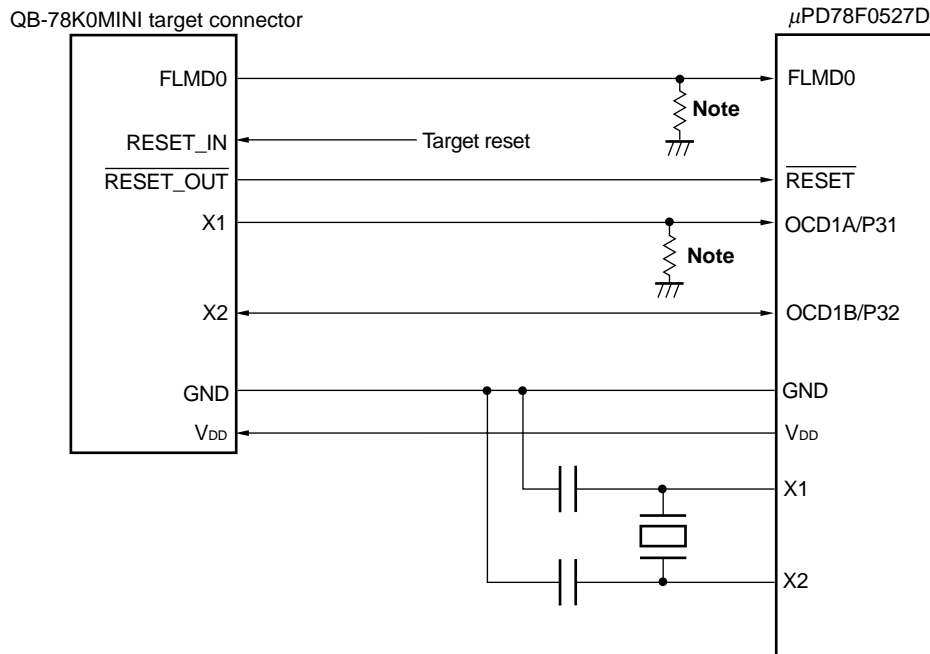 QB-78K0MINI target connector
μPD78F0527D
FLMD0
FLMD0
Note
RESET_IN
Target reset
RESET_OUT
RESET
X1
OCD1A/P31
Note
X2
OCD1B/P32
GND
GND
VDD
VDD
X1
X2